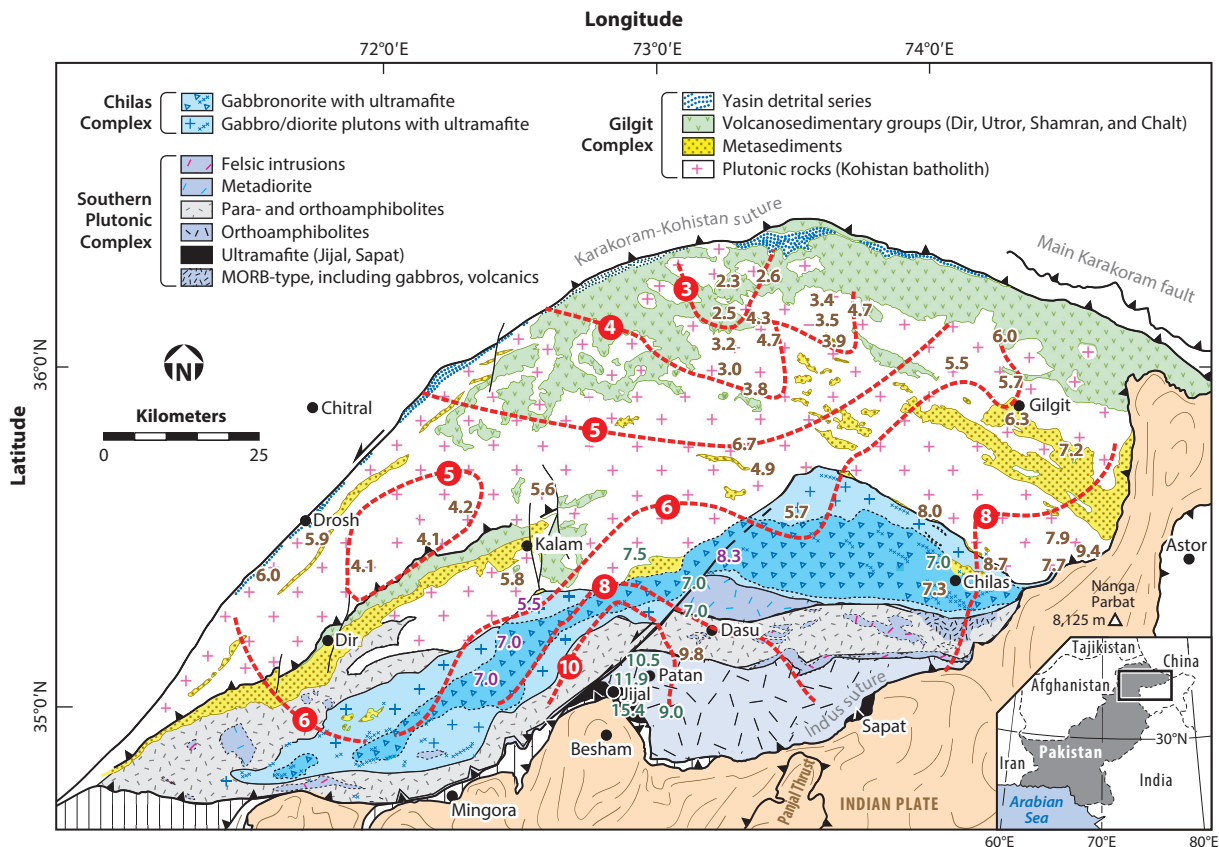 Longitude
72°0′E
73°0′E
74°0′E
Chilas
Complex
Gabbronorite with ultramafite
Gabbro/diorite plutons with ultramafite
Southern
Plutonic
Complex
Felsic intrusions
Metadiorite
Para- and orthoamphibolites
Orthoamphibolites
Ultramafite (Jijal, Sapat)
MORB-type, including gabbros, volcanics
Gilgit
Complex
Yasin detrital series
Volcanosedimentary groups (Dir, Utror, Shamran, and Chalt)
Metasediments
Plutonic rocks (Kohistan batholith)
Karakoram-Kohistan suture
Main Karakoram fault
Latitude
36°0′N
35°0′N
N
Kilometers
0
25
3
2.3
2.6
2.5
4.3
3.4
4.7
3.5
4
3.2
4.7
3.9
6.0
3.0
3.8
5.5
5.7
Chitral
Gilgit
6.3
5
6.7
7.2
4.9
5
5.6
4.2
6
5.7
8.0
8
Drosh
5.9
4.1
Kalam
7.5
8.3
7.9
9.4
Astor
4.1
6.0
5.8
7.0
7.0
8.7
7.7
Chilas
7.3
8
5.5
Nanga
Parbat
8,125 m
7.0
Dasu
Dir
7.0
7.0
10
9.8
10.5
11.9
Patan
Jijal
15.4
9.0
6
Indus suture
Sapat
Besham
Mingora
Panjal Thrust
INDIAN PLATE
Tajikistan
China
Afghanistan
Pakistan
30°N
Iran
India
Arabian
Sea
60°E
70°E
80°E